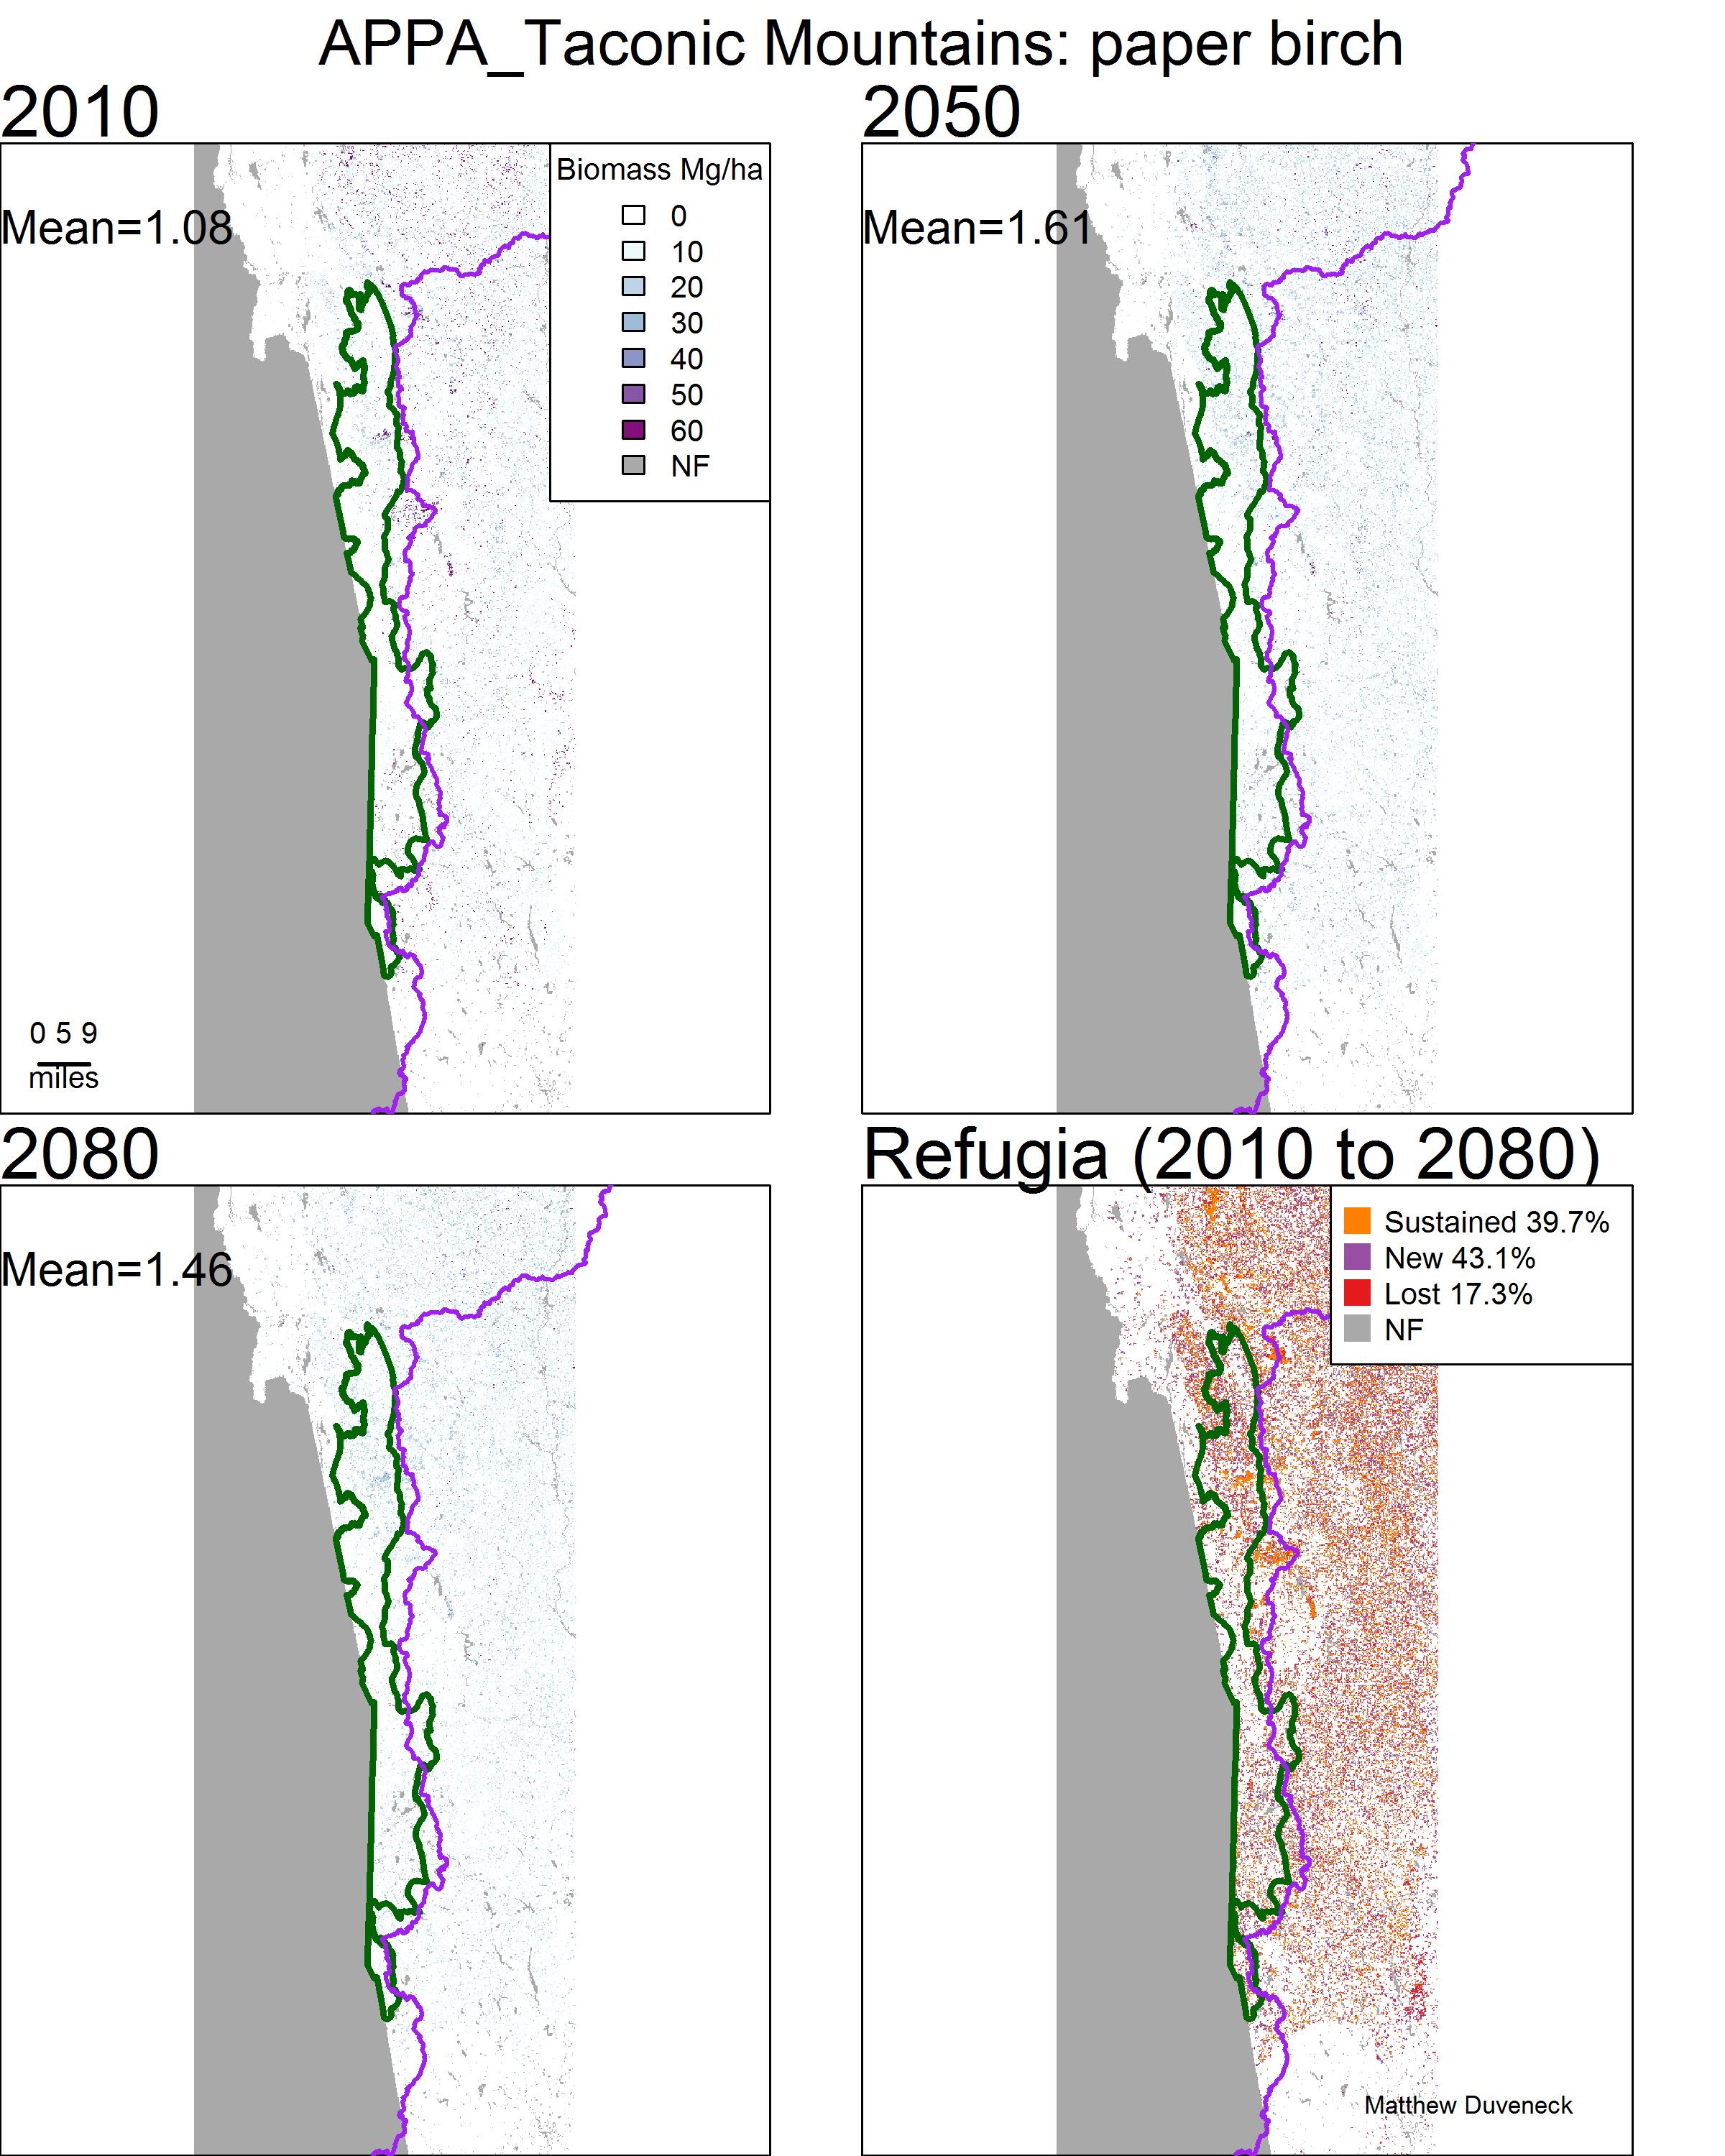 APPA_Taconic Mountains: paper birch
2010
Mean=1.08
Biomass Mg/ha
0
10
20
30
40
50
60
NF
0 5 9
miles
2050
Mean=1.61
2080
Mean=1.46
Refugia (2010 to 2080)
Sustained 39.7%
New 43.1%
Lost 17.3%
NF
Matthew Duveneck